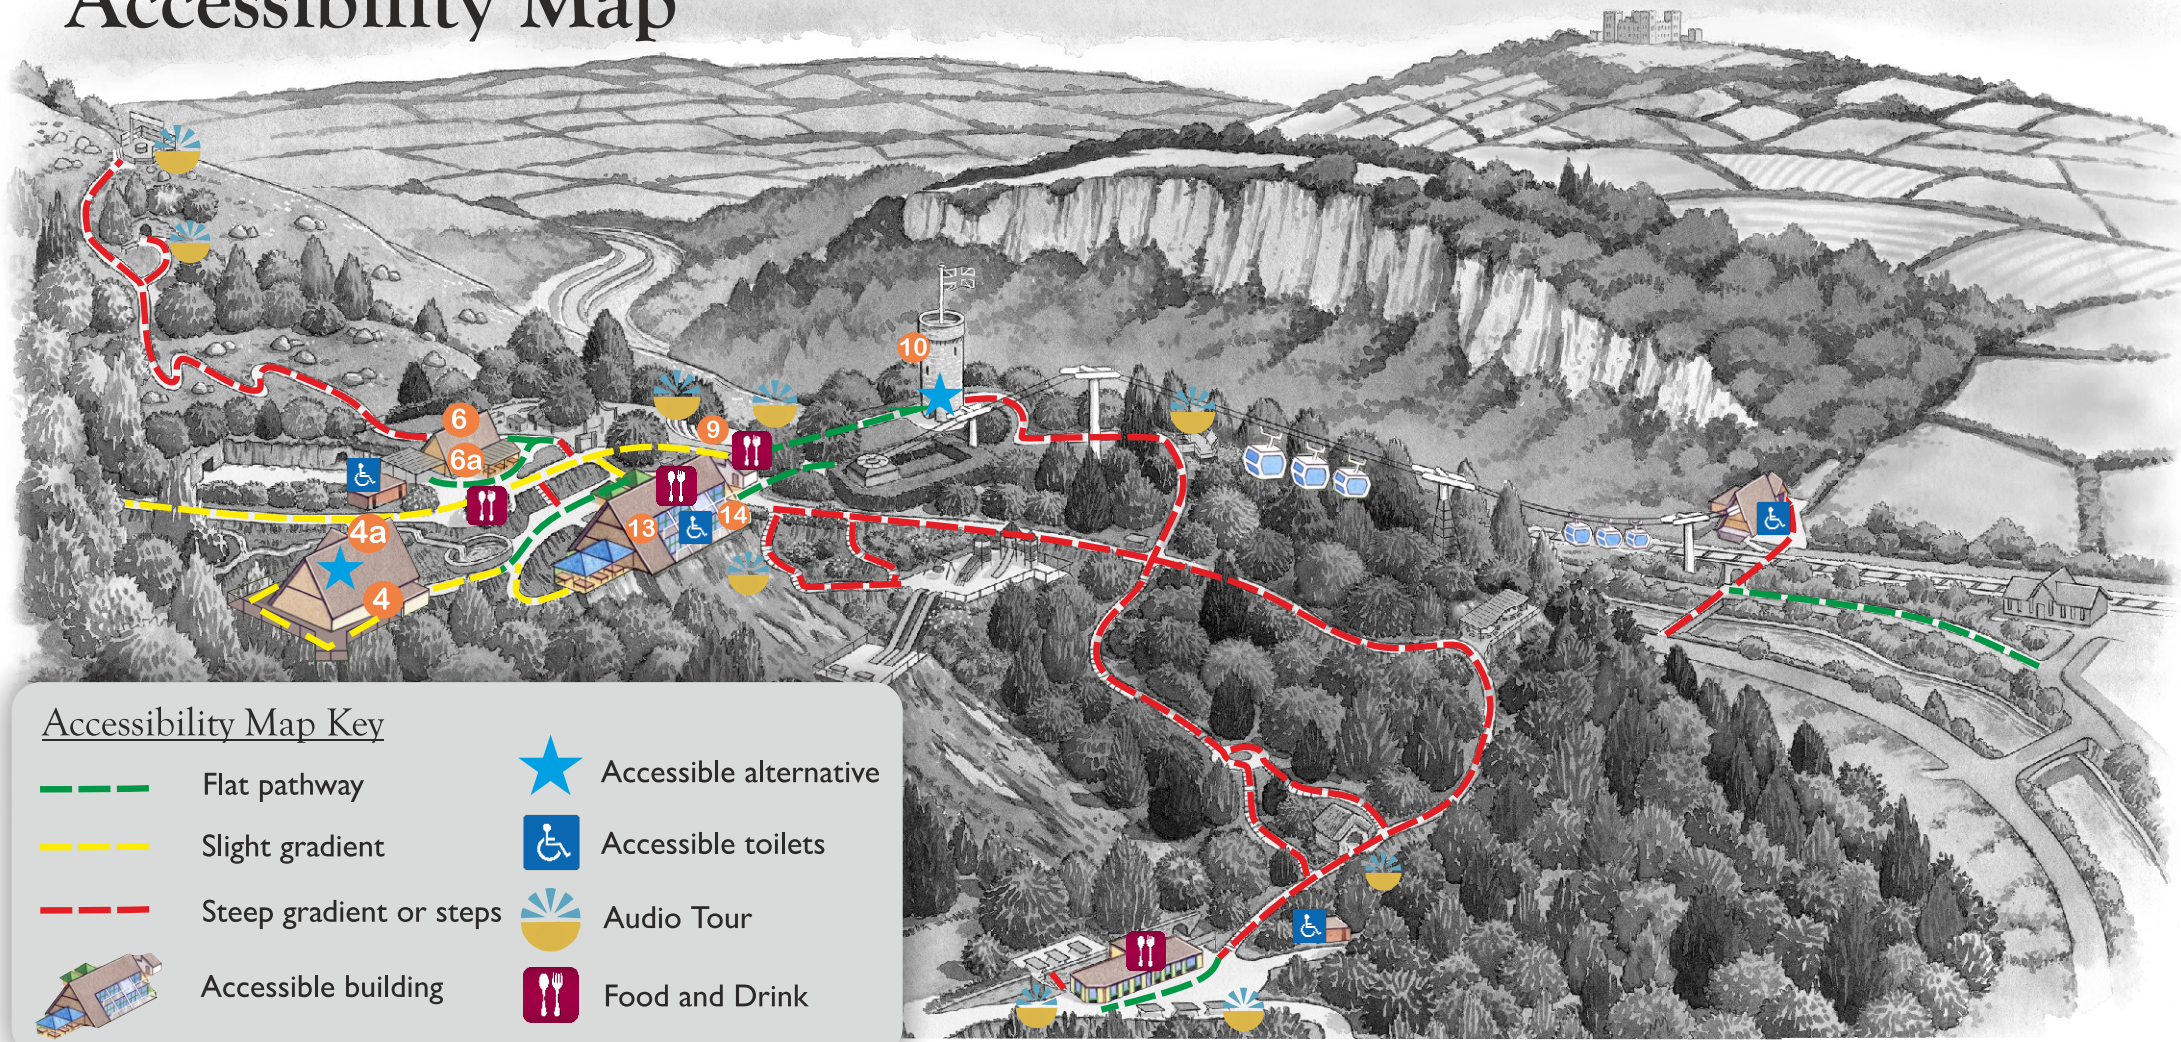 Accessibility Map
10
6
9
6a
14
13
4a
4
Accessibility Map Key
Flat pathway
Slight gradient
Steep gradient or steps
Accessible building
Accessible alternative
Accessible toilets
Audio Tour
Food and Drink